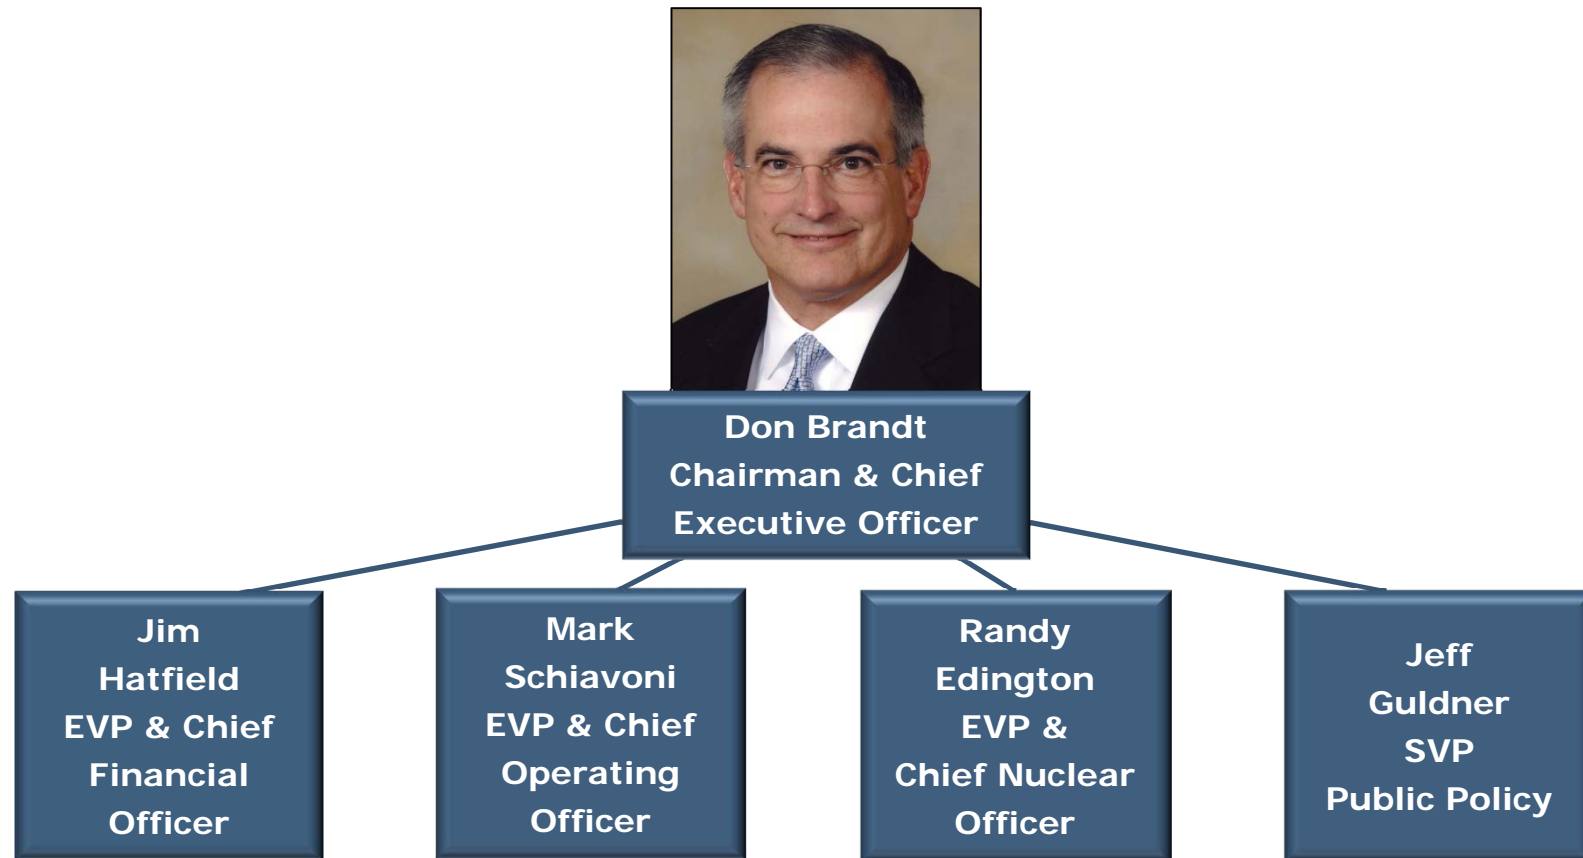 Don Brandt
Chairman & Chief
Executive Officer
Jim
Hatfield
EVP & Chief
Financial
Officer
Mark
Schiavoni
EVP & Chief
Operating
Officer
Randy
Edington
EVP &
Chief Nuclear
Officer
Jeff
Guldner
SVP
Public Policy